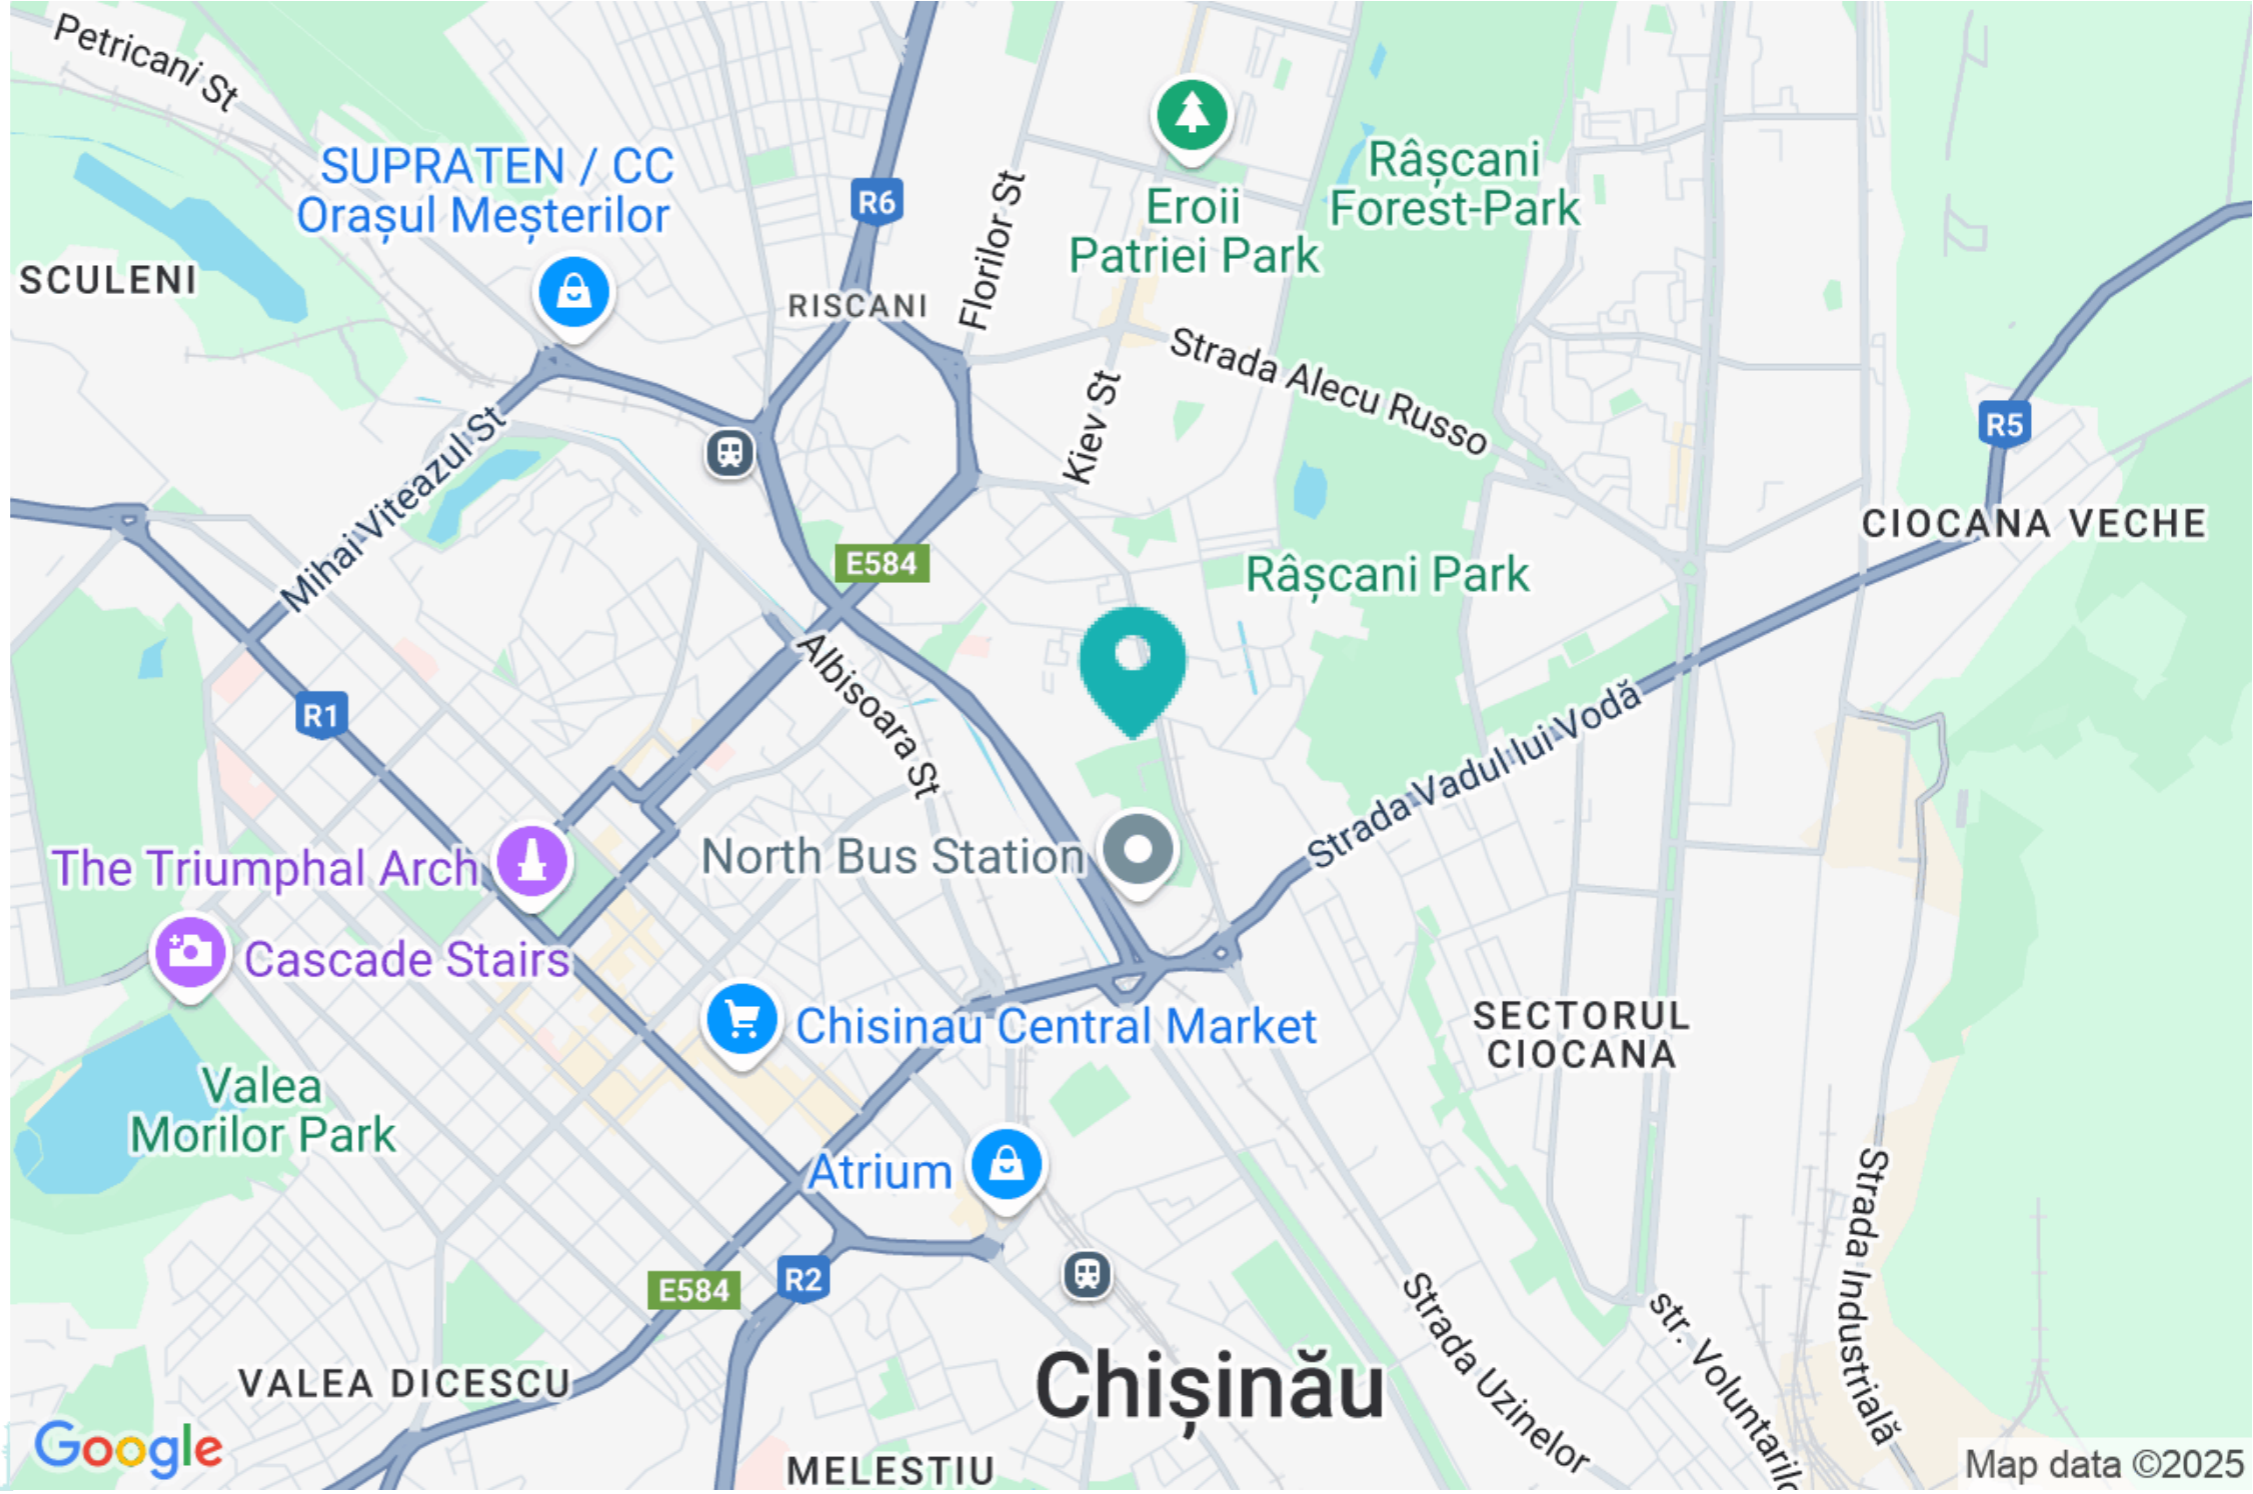 Petricani St
SUPRATEN / CC
Orașul Meșterilor
R6
Florilor St
Eroii
Patriei Park
Râșcani
Forest-Park
SCULENI
RISCANI
Strada Alecu Russo
Kiev St
Mihai Viteazul St
R5
CIOCANA VECHE
E584
Râșcani Park
Albisoara St
R1
Strada Vadul lui Vodă
The Triumphal Arch
North Bus Station
Cascade Stairs
Chisinau Central Market
SECTORUL
CIOCANA
Valea
Morilor Park
Atrium
Strada Industrială
E584
R2
Strada Uzinelor
str. Voluntarilo
VALEA DICESCU
Chișinău
MELESTIU
Google
Map data ©2025